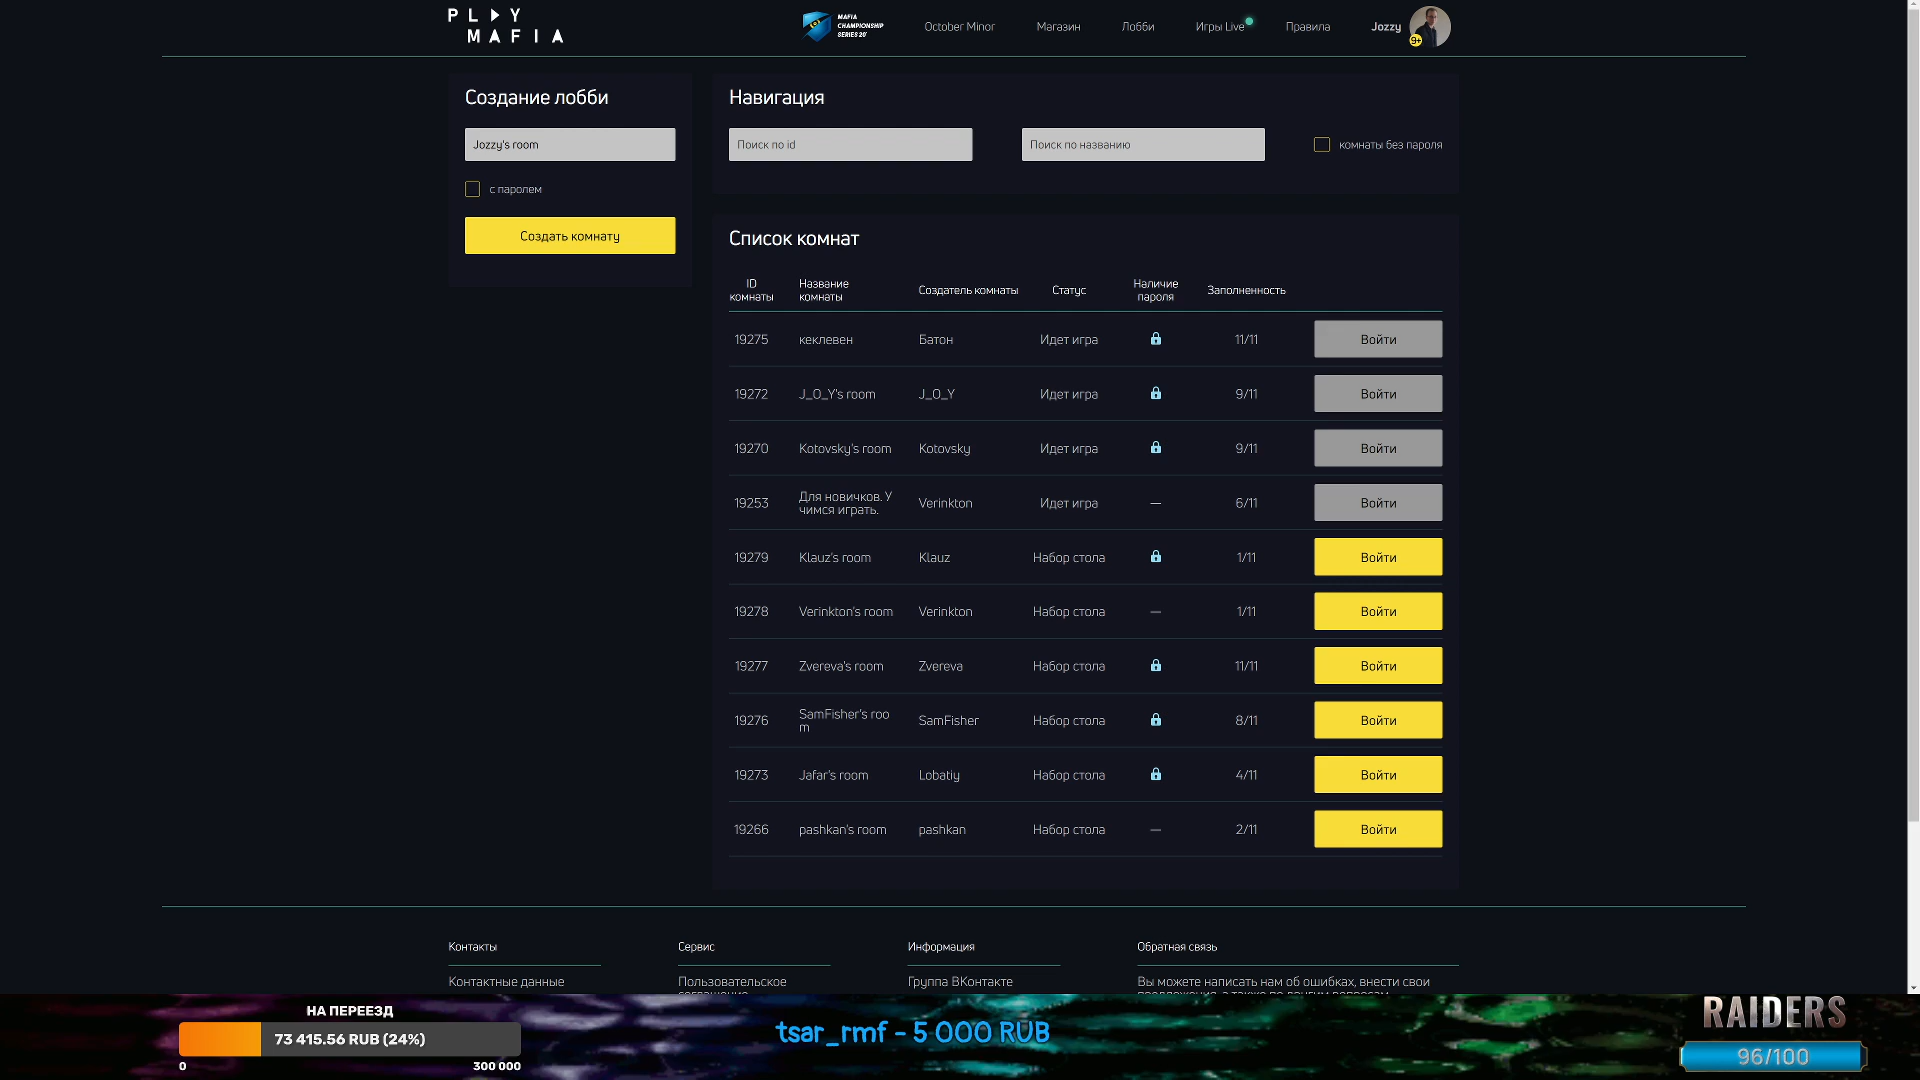 PLAY
MAFIA
MAFIA
CHAMPIONSHIP
SERIES 20'
October Minor
Магазин
Лобби
Игры Live
Правила
Jozzy
9+
Создание лобби
Jozzy's room
с паролем
Создать комнату
Навигация
Поиск по id
Поиск по названию
комнаты без пароля
Список комнат
ID комнаты Название комнаты Создатель комнаты Статус Наличие пароля Заполненность
19275 кеклевен Батон Идет игра 11/11 Войти
19272 J_O_Y's room J_O_Y Идет игра 9/11 Войти
19270 Kotovsky's room Kotovsky Идет игра 9/11 Войти
19253 Для новичков. У чимся играть. Verinkton Идет игра — 6/11 Войти
19279 Klauz's room Klauz Набор стола 1/11 Войти
19278 Verinkton's room Verinkton Набор стола — 1/11 Войти
19277 Zvereva's room Zvereva Набор стола 11/11 Войти
19276 SamFisher's roo m SamFisher Набор стола 8/11 Войти
19273 Jafar's room Lobatiy Набор стола 4/11 Войти
19266 pashkan's room pashkan Набор стола — 2/11 Войти
Контакты
Контактные данные
Сервис
Пользовательское
соглашение
Информация
Группа ВКонтакте
Обратная связь
Вы можете написать нам об ошибках, внести свои
предложения, а также по другим вопросам
НА ПЕРЕЕЗД
73 415.56 RUB (24%)
0
300 000
tsar_rmf - 5 000 RUB
RAIDERS
96/100